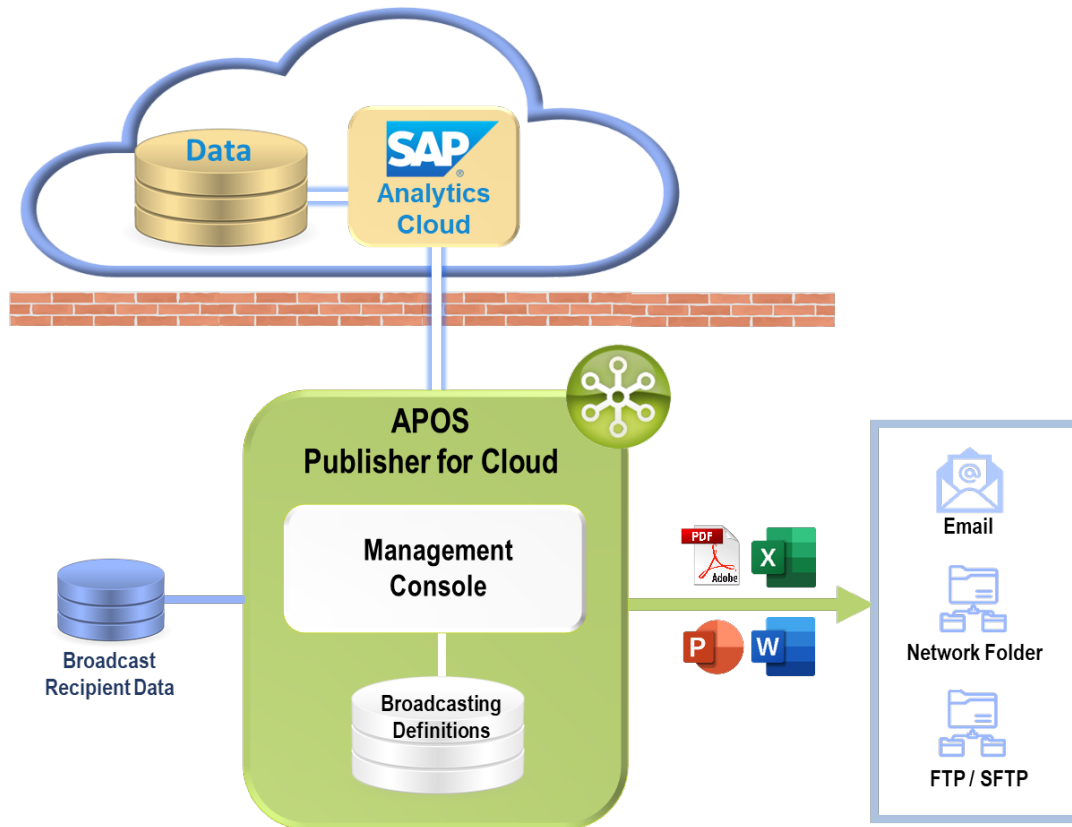 Data
SAP
®
Analytics
Cloud
APOS
Publisher for Cloud
Management
Console
Broadcasting
Definitions
Broadcast
Recipient Data
PDF
Adobe
X
P
W
@
Email
Network Folder
FTP / SFTP